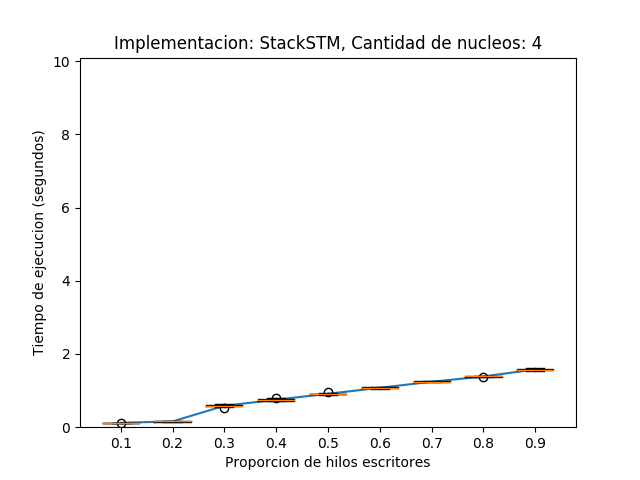 Implementacion: StackSTM, Cantidad de nucleos: 4
10
8
6
4
2
0
Tiempo de ejecucion (segundos)
0.1 0.2 0.3 0.4 0.5 0.6 0.7 0.8 0.9
Proporcion de hilos escritores